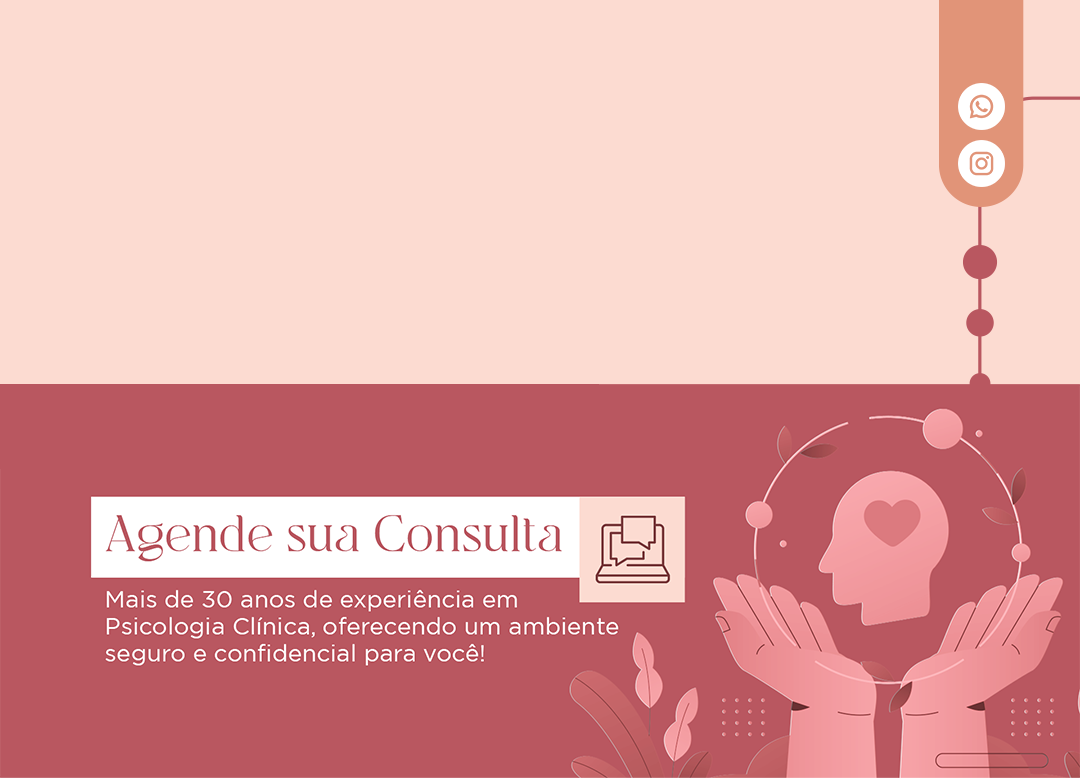 Agende sua Consulta
Mais de 30 anos de experiência em
Psicologia Clínica, oferecendo um ambiente
seguro e confidencial para você!